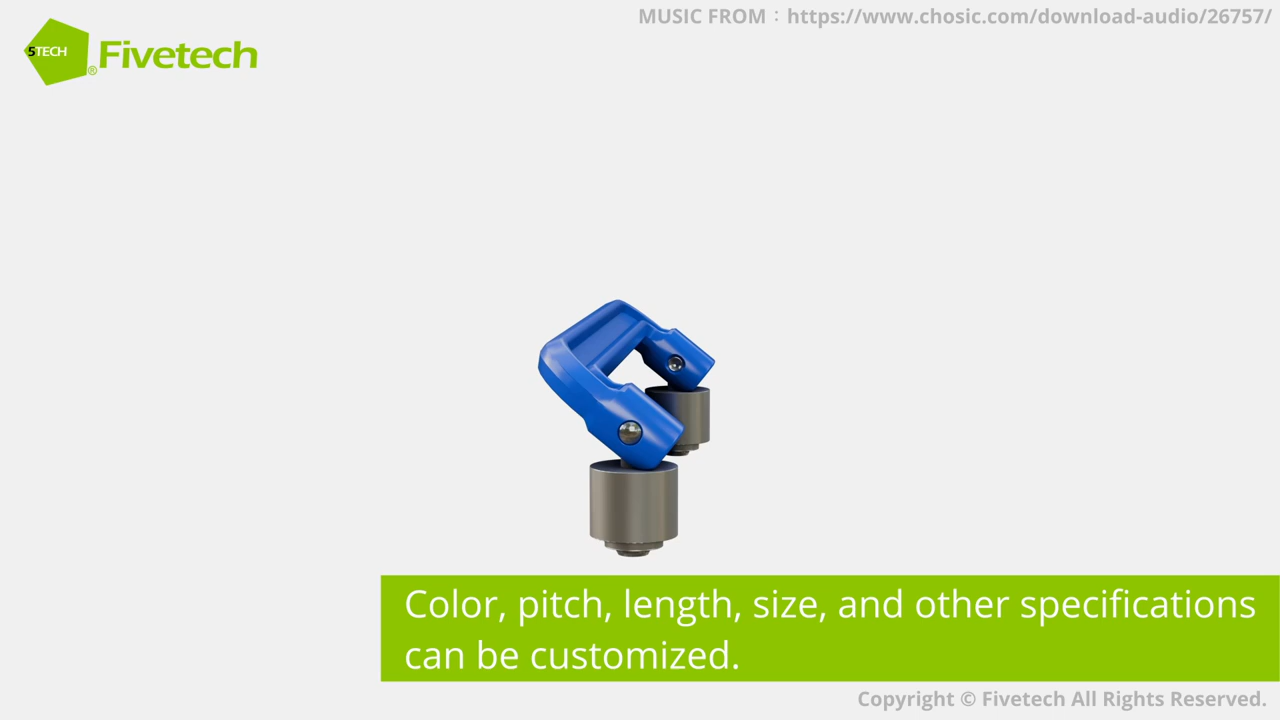 MUSIC FROM：https://www.chosic.com/download-audio/26757/
5TECH
® Fivetech
Color, pitch, length, size, and other specifications
can be customized.
Copyright © Fivetech All Rights Reserved.